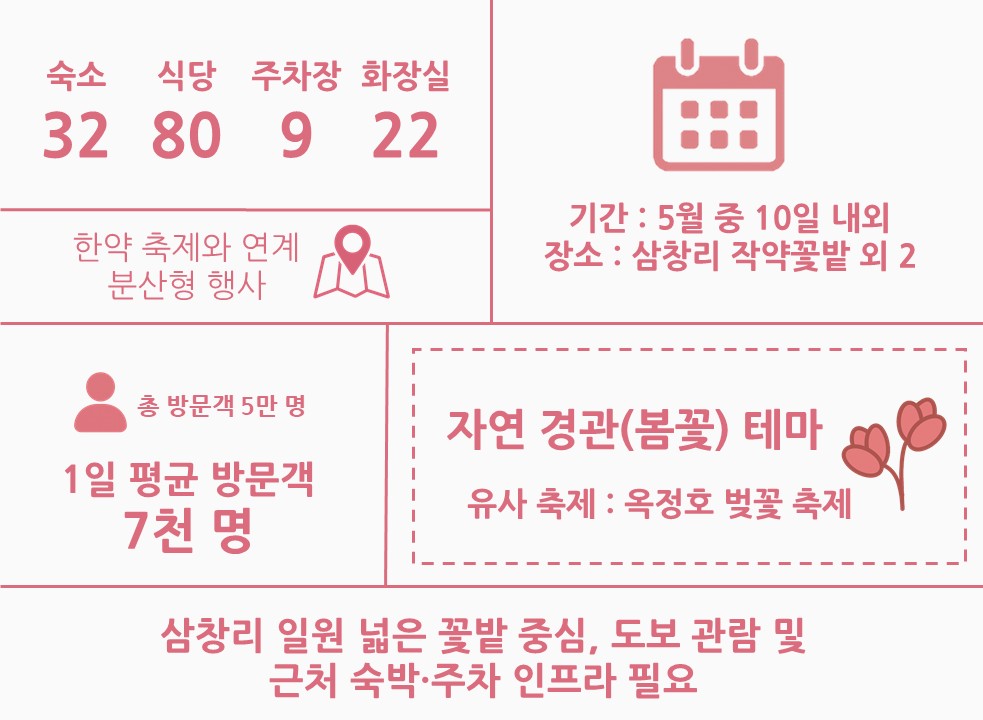 숙소 식당 주차장 화장실
32 80 9 22
한약 축제와 연계
분산형 행사
기간 : 5월 중 10일 내외
장소 : 삼창리 작약꽃밭 외 2
총 방문객 5만 명
1일 평균 방문객
7천 명
자연 경관(봄꽃) 테마
유사 축제 : 옥정호 벚꽃 축제
삼창리 일원 넓은 꽃밭 중심, 도보 관람 및
근처 숙박·주차 인프라 필요